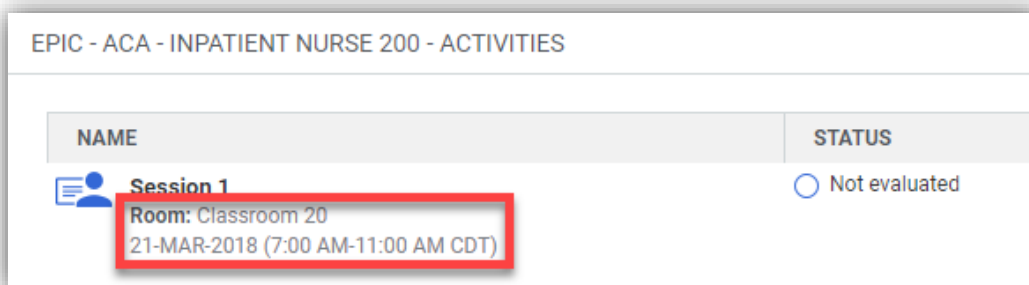 EPIC - ACA - INPATIENT NURSE 200 - ACTIVITIES
NAME STATUS
Session 1 Not evaluated
Room: Classroom 20
21-MAR-2018 (7:00 AM-11:00 AM CDT)